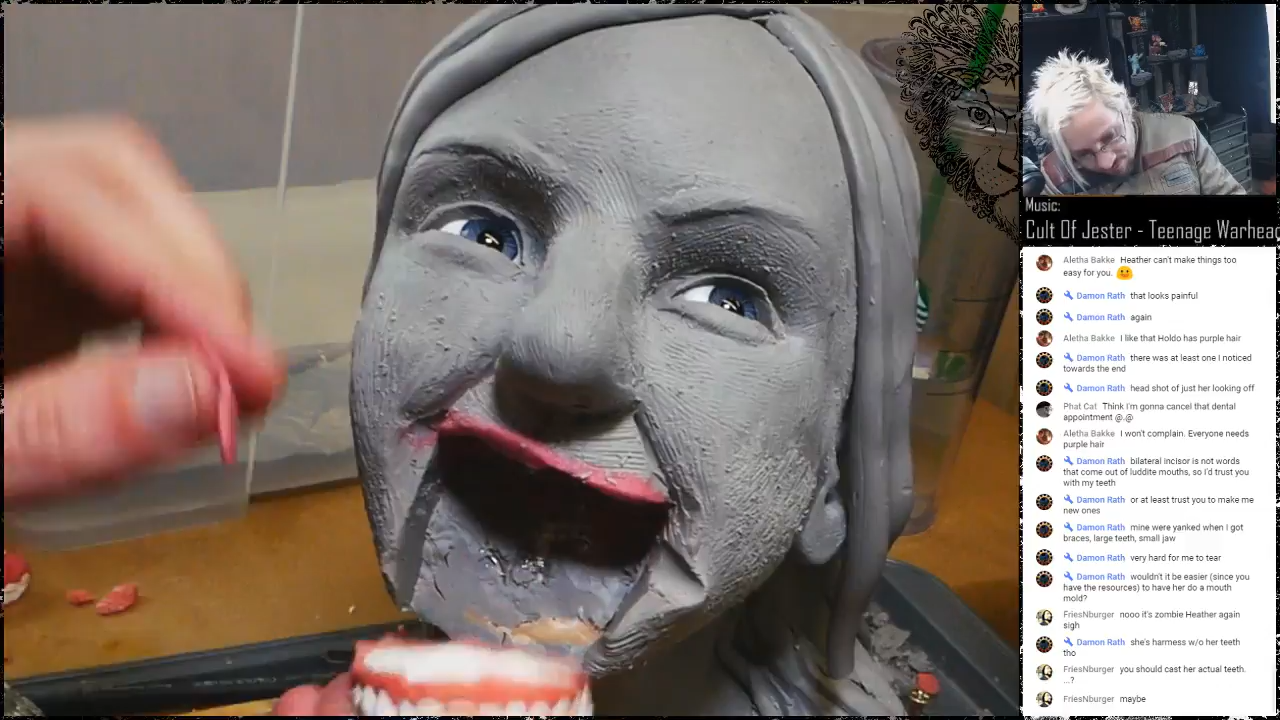 Music:
Cult Of Jester - Teenage Warhead
Aletha Bakke Heather can't make things too
easy for you.
Damon Rath that looks painful
Damon Rath again
Aletha Bakke I like that Holdo has purple hair
Damon Rath there was at least one I noticed
towards the end
Damon Rath head shot of just her looking off
Phat Cat Think I'm gonna cancel that dental
appointment @.@
Aletha Bakke I won't complain. Everyone needs
purple hair
Damon Rath bilateral incisor is not words
that come out of luddite mouths, so I'd trust you
with my teeth
Damon Rath or at least trust you to make me
new ones
Damon Rath mine were yanked when I got
braces, large teeth, small jaw
Damon Rath very hard for me to tear
Damon Rath wouldn't it be easier (since you
have the resources) to have her do a mouth
mold?
FriesNburger nooo it's zombie Heather again
sigh
Damon Rath she's harmess w/o her teeth
tho
FriesNburger you should cast her actual teeth.
...?
FriesNburger maybe